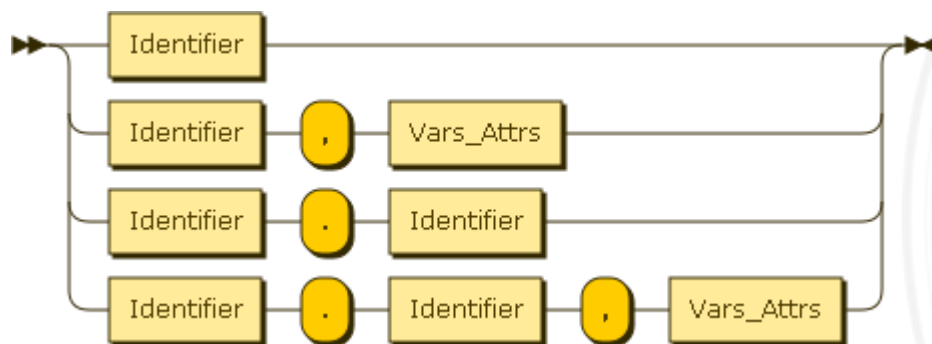 Identifier
Identifier , Vars_Attrs
Identifier . Identifier
Identifier . Identifier , Vars_Attrs